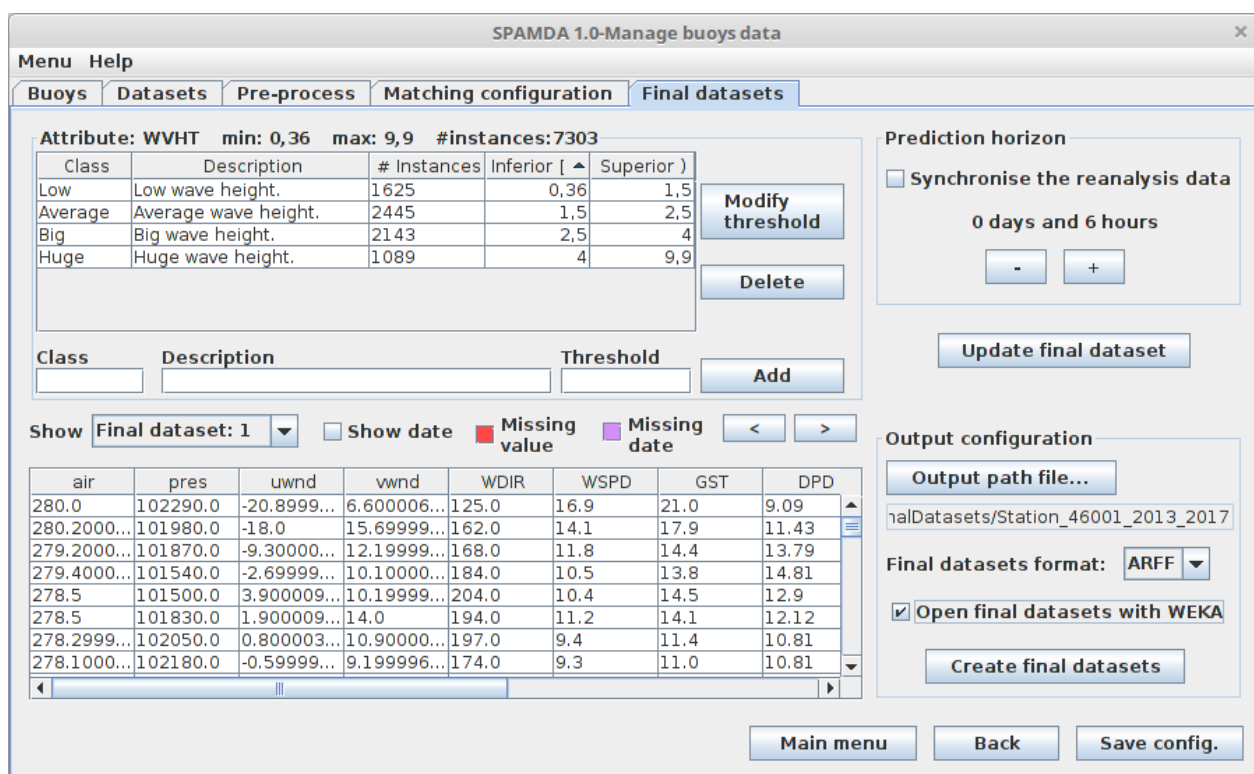 SPAMDA 1.0-Manage buoys data
Menu Help
Buoys Datasets Pre-process Matching configuration Final datasets
Attribute: WVHT min: 0,36 max: 9,9 #instances:7303
Class Description # Instances Inferior [ Superior )
Low Low wave height. 1625 0,36 1,5
Average Average wave height. 2445 1,5 2,5
Big Big wave height. 2143 2,5 4
Huge Huge wave height. 1089 4 9,9
Modify
threshold
Delete
Class Description Threshold
Add
Prediction horizon
Synchronise the reanalysis data
0 days and 6 hours
- +
Update final dataset
Show Final dataset: 1 Show date Missing value Missing date < >
air pres uwnd vwnd WDIR WSPD GST DPD
280.0 102290.0 -20.8999... 6.600006... 125.0 16.9 21.0 9.09
280.2000... 101980.0 -18.0 15.69999... 162.0 14.1 17.9 11.43
279.2000... 101870.0 -9.30000... 12.19999... 168.0 11.8 14.4 13.79
279.4000... 101540.0 -2.69999... 10.10000... 184.0 10.5 13.8 14.81
278.5 101500.0 3.900009... 10.19999... 204.0 10.4 14.5 12.9
278.5 101830.0 1.900009... 14.0 194.0 11.2 14.1 12.12
278.2999... 102050.0 0.800003... 10.90000... 197.0 9.4 11.4 10.81
278.1000... 102180.0 -0.59999... 9.199996... 174.0 9.3 11.0 10.81
Output configuration
Output path file...
nalDatasets/Station_46001_2013_2017
Final datasets format: ARFF
Open final datasets with WEKA
Create final datasets
Main menu Back Save config.